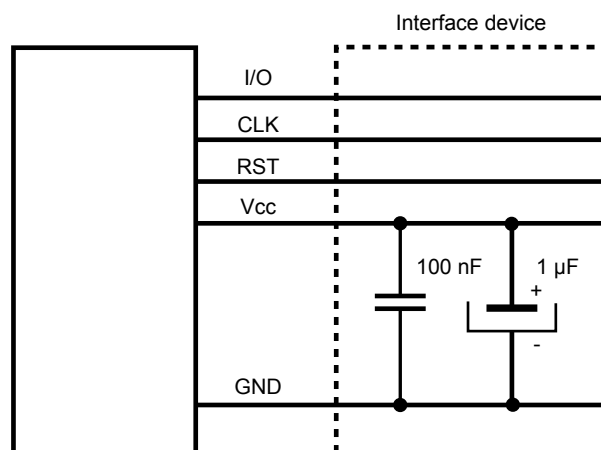 Interface device
I/O
CLK
RST
Vcc
100 nF
1 µF
+
-
GND